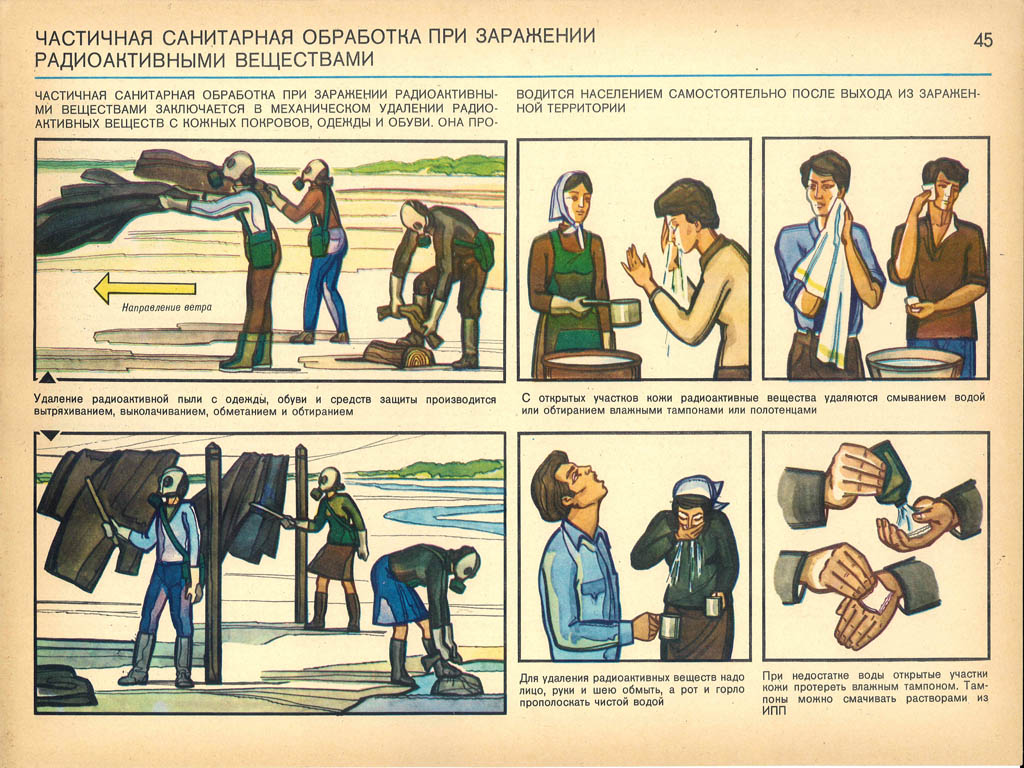 ЧАСТИЧНАЯ САНИТАРНАЯ ОБРАБОТКА ПРИ ЗАРАЖЕНИИ
РАДИОАКТИВНЫМИ ВЕЩЕСТВАМИ
45
ЧАСТИЧНАЯ САНИТАРНАЯ ОБРАБОТКА ПРИ ЗАРАЖЕНИИ РАДИОАКТИВНЫ-
МИ ВЕЩЕСТВАМИ ЗАКЛЮЧАЕТСЯ В МЕХАНИЧЕСКОМ УДАЛЕНИИ РАДИО-
АКТИВНЫХ ВЕЩЕСТВ С КОЖНЫХ ПОКРОВОВ, ОДЕЖДЫ И ОБУВИ. ОНА ПРО-
ВОДИТСЯ НАСЕЛЕНИЕМ САМОСТОЯТЕЛЬНО ПОСЛЕ ВЫХОДА ИЗ ЗАРАЖЕН-
НОЙ ТЕРРИТОРИИ
Направление ветра
Удаление радиоактивной пыли с одежды, обуви и средств защиты производится
вытряхиванием, выколачиванием, обметанием и обтиранием
С открытых участков кожи радиоактивные вещества удаляются смыванием водой
или обтиранием влажными тампонами или полотенцами
Для удаления радиоактивных веществ надо
лицо, руки и шею обмыть, а рот и горло
прополоскать чистой водой
При недостатке воды открытые участки
кожи протереть влажным тампоном. Там-
поны можно смачивать растворами из
ИПП